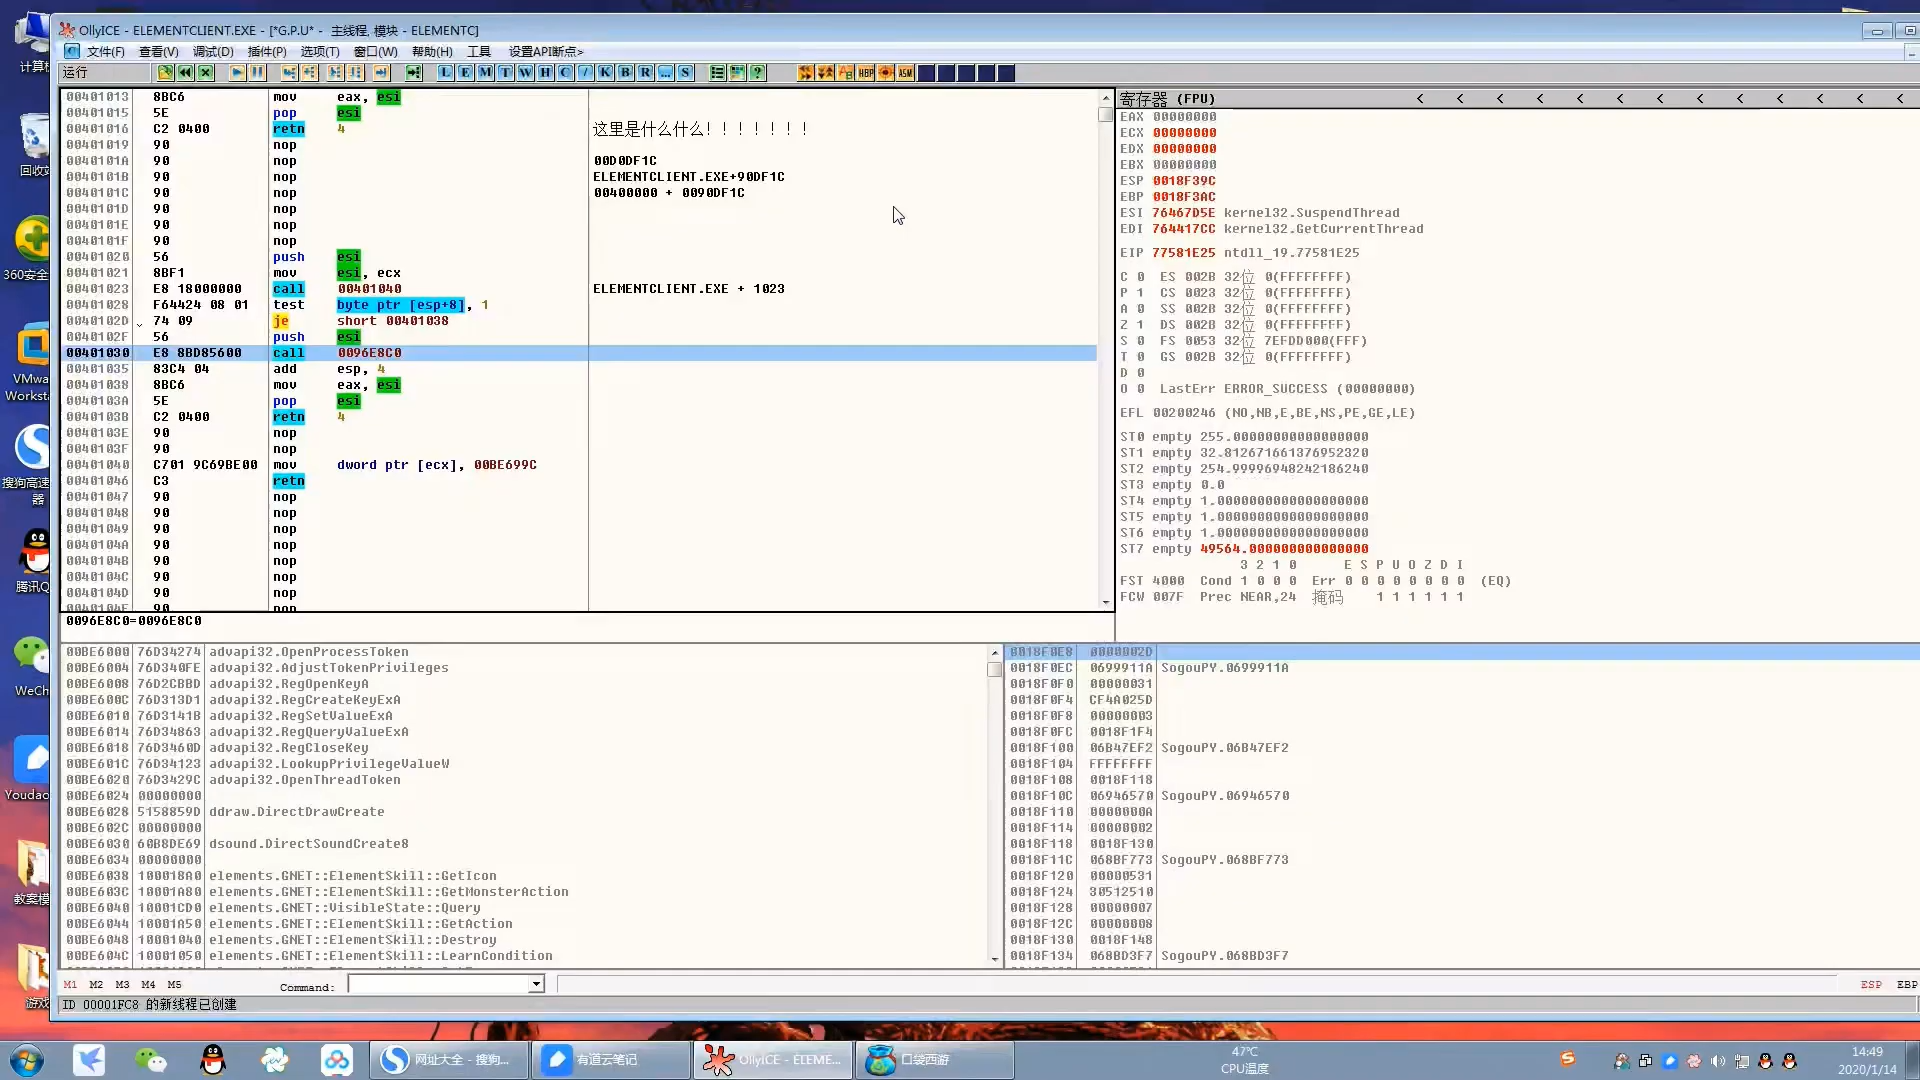 OllyICE - ELEMENTCLIENT.EXE - [*G.P.U* - 主线程, 模块 - ELEMENTC]
文件(F) 查看(V) 调试(D) 插件(P) 选项(T) 窗口(W) 帮助(H) 工具 设置API断点>
运行 L E M T W H C / K B R ... S ?
00401013 8BC6 mov eax, esi
00401015 5E pop esi
00401016 C2 0400 retn 4 这里是什么什么!!!!!!!
00401019 90 nop
0040101A 90 nop 00D0DF1C
0040101B 90 nop ELEMENTCLIENT.EXE+90DF1C
0040101C 90 nop 00400000 + 0090DF1C
0040101D 90 nop
0040101E 90 nop
0040101F 90 nop
00401020 56 push esi
00401021 8BF1 mov esi, ecx
00401023 E8 18000000 call 00401040 ELEMENTCLIENT.EXE + 1023
00401028 F64424 08 01 test byte ptr [esp+8], 1
0040102D 74 09 je short 00401038
0040102F 56 push esi
00401030 E8 8BD85600 call 0096E8C0
00401035 83C4 04 add esp, 4
00401038 8BC6 mov eax, esi
0040103A 5E pop esi
0040103B C2 0400 retn 4
0040103E 90 nop
0040103F 90 nop
00401040 C701 9C69BE00 mov dword ptr [ecx], 00BE699C
00401046 C3 retn
00401047 90 nop
00401048 90 nop
00401049 90 nop
0040104A 90 nop
0040104B 90 nop
0040104C 90 nop
0040104D 90 nop
0040104E 90 nop
0096E8C0=0096E8C0
寄存器 (FPU) < < < < < < < < < < < < <
EAX 00000000
ECX 00000000
EDX 00000000
EBX 00000000
ESP 0018F39C
EBP 0018F3AC
ESI 76467D5E kernel32.SuspendThread
EDI 764417CC kernel32.GetCurrentThread
EIP 77581E25 ntdll_19.77581E25
C 0 ES 002B 32位 0(FFFFFFFF)
P 1 CS 0023 32位 0(FFFFFFFF)
A 0 SS 002B 32位 0(FFFFFFFF)
Z 1 DS 002B 32位 0(FFFFFFFF)
S 0 FS 0053 32位 7EFDD000(FFF)
T 0 GS 002B 32位 0(FFFFFFFF)
D 0
O 0 LastErr ERROR_SUCCESS (00000000)
EFL 00200246 (NO,NB,E,BE,NS,PE,GE,LE)
ST0 empty 255.00000000000000000
ST1 empty 32.812671661376952320
ST2 empty 254.99996948242186240
ST3 empty 0.0
ST4 empty 1.0000000000000000000
ST5 empty 1.0000000000000000000
ST6 empty 1.0000000000000000000
ST7 empty 49564.000000000000000
3 2 1 0 E S P U O Z D I
FST 4000 Cond 1 0 0 0 Err 0 0 0 0 0 0 0 0 (EQ)
FCW 007F Prec NEAR,24 掩码 1 1 1 1 1 1
00BE6000 76D34274 advapi32.OpenProcessToken
00BE6004 76D340FE advapi32.AdjustTokenPrivileges
00BE6008 76D2CBBD advapi32.RegOpenKeyA
00BE600C 76D313D1 advapi32.RegCreateKeyExA
00BE6010 76D3141B advapi32.RegSetValueExA
00BE6014 76D34863 advapi32.RegQueryValueExA
00BE6018 76D3460D advapi32.RegCloseKey
00BE601C 76D34123 advapi32.LookupPrivilegeValueW
00BE6020 76D3429C advapi32.OpenThreadToken
00BE6024 00000000
00BE6028 5158859D ddraw.DirectDrawCreate
00BE602C 00000000
00BE6030 60B8DE69 dsound.DirectSoundCreate8
00BE6034 00000000
00BE6038 100018A0 elements.GNET::ElementSkill::GetIcon
00BE603C 10001A80 elements.GNET::ElementSkill::GetMonsterAction
00BE6040 10001CD0 elements.GNET::VisibleState::Query
00BE6044 10001A50 elements.GNET::ElementSkill::GetAction
00BE6048 10001040 elements.GNET::ElementSkill::Destroy
00BE604C 10001050 elements.GNET::ElementSkill::LearnCondition
0018F0E8 0000002D
0018F0EC 0699911A SogouPY.0699911A
0018F0F0 00000031
0018F0F4 CF4A025D
0018F0F8 00000003
0018F0FC 0018F1F4
0018F100 06B47EF2 SogouPY.06B47EF2
0018F104 FFFFFFFF
0018F108 0018F118
0018F10C 06946570 SogouPY.06946570
0018F110 0000000A
0018F114 00000002
0018F118 0018F130
0018F11C 068BF773 SogouPY.068BF773
0018F120 00000531
0018F124 30512510
0018F128 00000007
0018F12C 00000008
0018F130 0018F148
0018F134 068BD3F7 SogouPY.068BD3F7
M1 M2 M3 M4 M5 Command: ESP EBP
ID 00001FC8 的新线程已创建
计算机
回收站
360安全
VMwa
Workst
搜狗高速
器
腾讯Q
WeCh
Youdao
教案模
游戏
网址大全 - 搜狗...
有道云笔记
OllyICE - ELEME...
口袋西游
47℃
CPU温度
14:49
2020/1/14